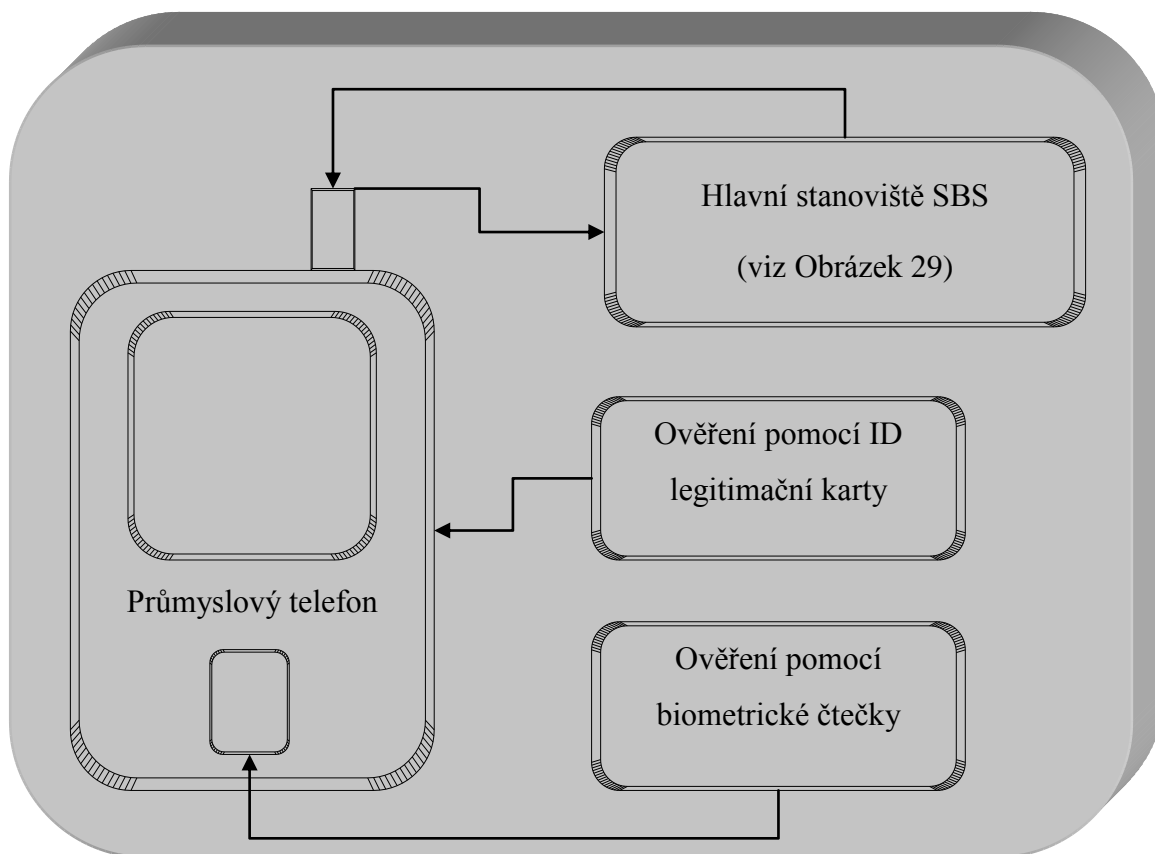 Hlavní stanoviště SBS
(viz Obrázek 29)
Ověření pomocí ID
legitimační karty
Průmyslový telefon
Ověření pomocí
biometrické čtečky